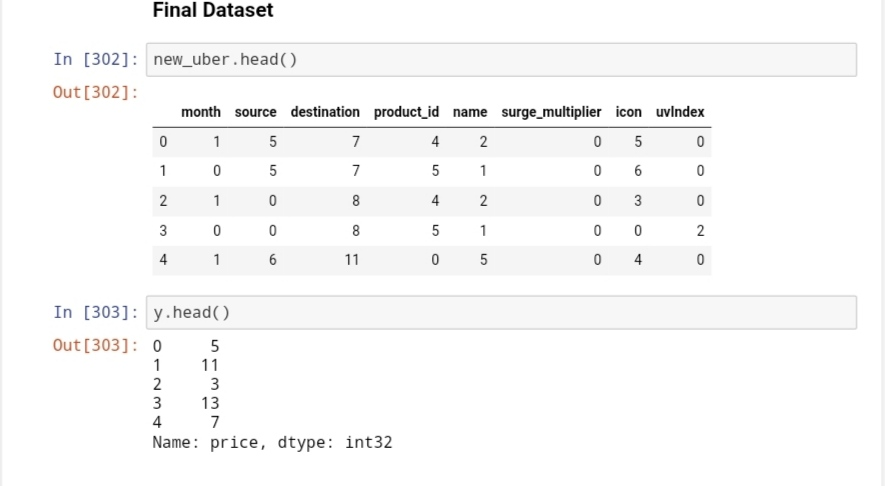 Final Dataset
In [302]: new_uber.head()
Out[302]:
month source destination product_id name surge_multiplier icon uvIndex
0 1 5 7 4 2 0 5 0
1 0 5 7 5 1 0 6 0
2 1 0 8 4 2 0 3 0
3 0 0 8 5 1 0 0 2
4 1 6 11 0 5 0 4 0
In [303]: y.head()
Out[303]: 0 5
1 11
2 3
3 13
4 7
Name: price, dtype: int32